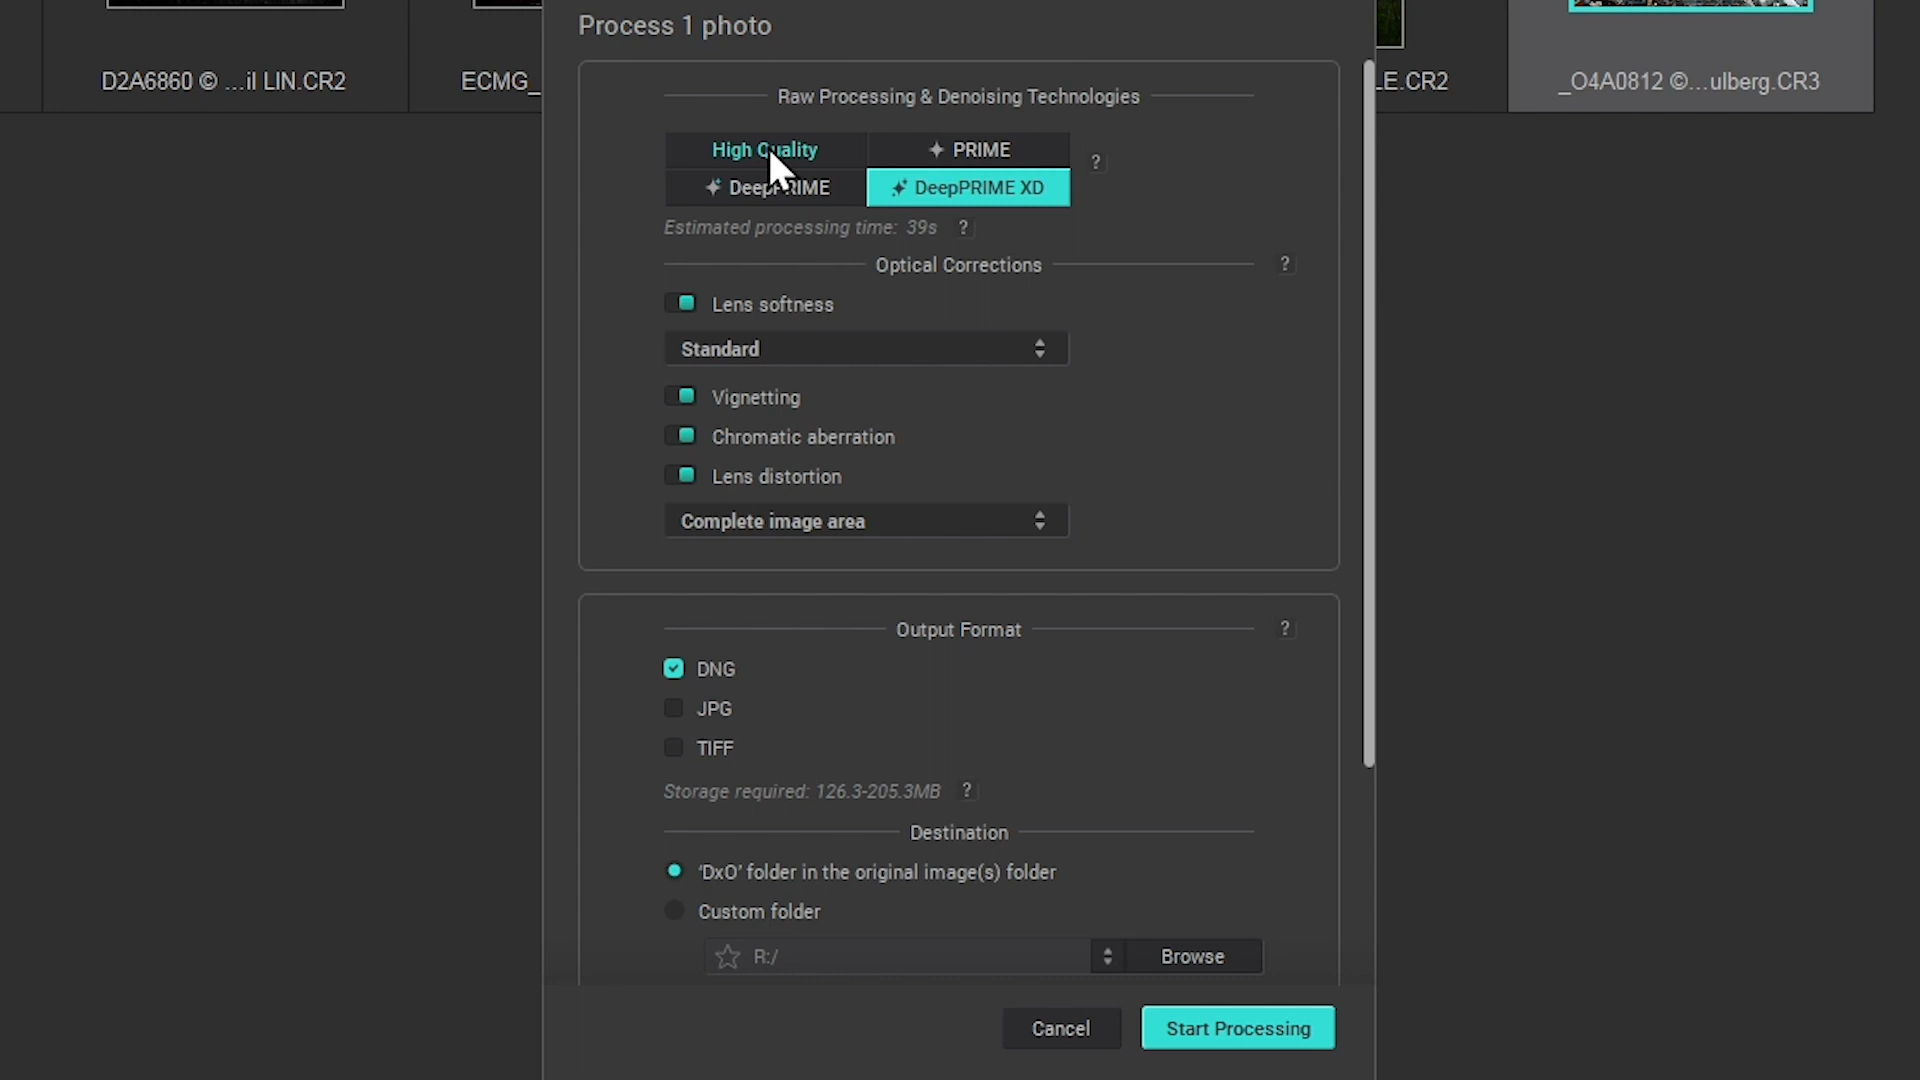 Process 1 photo
D2A6860 © ...il LIN.CR2
ECMG_
LE.CR2
_O4A0812 ©...ulberg.CR3
Raw Processing & Denoising Technologies
High Quality
PRIME
?
DeepPRIME
DeepPRIME XD
Estimated processing time: 39s ?
Optical Corrections ?
Lens softness
Standard
Vignetting
Chromatic aberration
Lens distortion
Complete image area
Output Format ?
DNG
JPG
TIFF
Storage required: 126.3-205.3MB ?
Destination
'DxO' folder in the original image(s) folder
Custom folder
R:/
Browse
Cancel
Start Processing